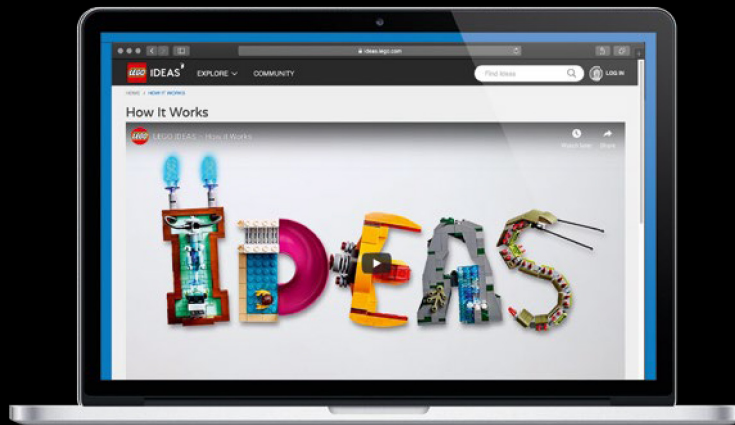 ideas.lego.com
LEGO IDEAS EXPLORE COMMUNITY Find Ideas LOG IN
HOME / HOW IT WORKS
How It Works
LEGO LEGO IDEAS - How it Works
Watch later Share
IDEAS